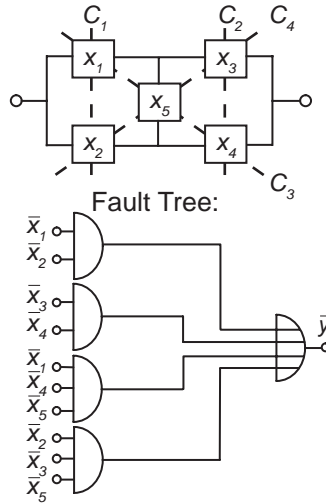 C₁ C₂ C₄
x₁ x₃
x₅
x₂ x₄
C₃
Fault Tree:
x̄₁
x̄₂
x̄₃
x̄₄
x̄₁
x̄₄
x̄₅
x̄₂
x̄₃
x̄₅
ȳ